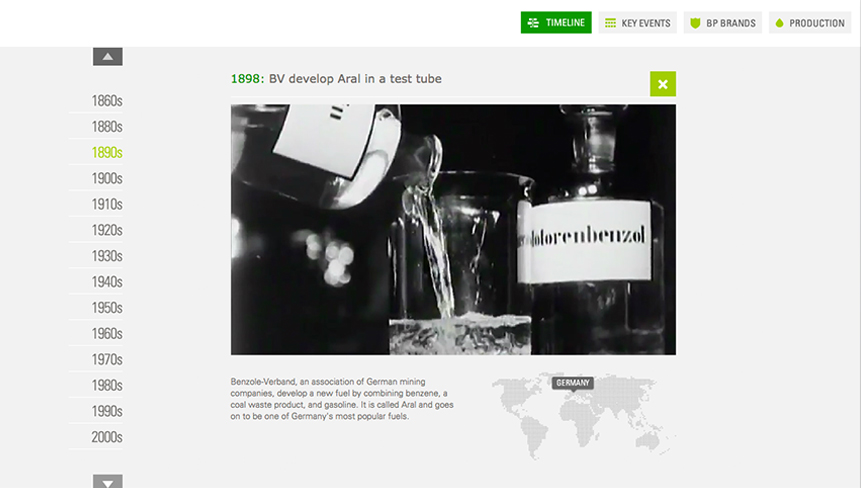 TIMELINE
KEY EVENTS
BP BRANDS
PRODUCTION
1898: BV develop Aral in a test tube
1860s
1880s
1890s
1900s
1910s
1920s
1930s
1940s
1950s
1960s
1970s
1980s
1990s
2000s
Benzole-Verband, an association of German mining
companies, develop a new fuel by combining benzene, a
coal waste product, and gasoline. It is called Aral and goes
on to be one of Germany's most popular fuels.
GERMANY